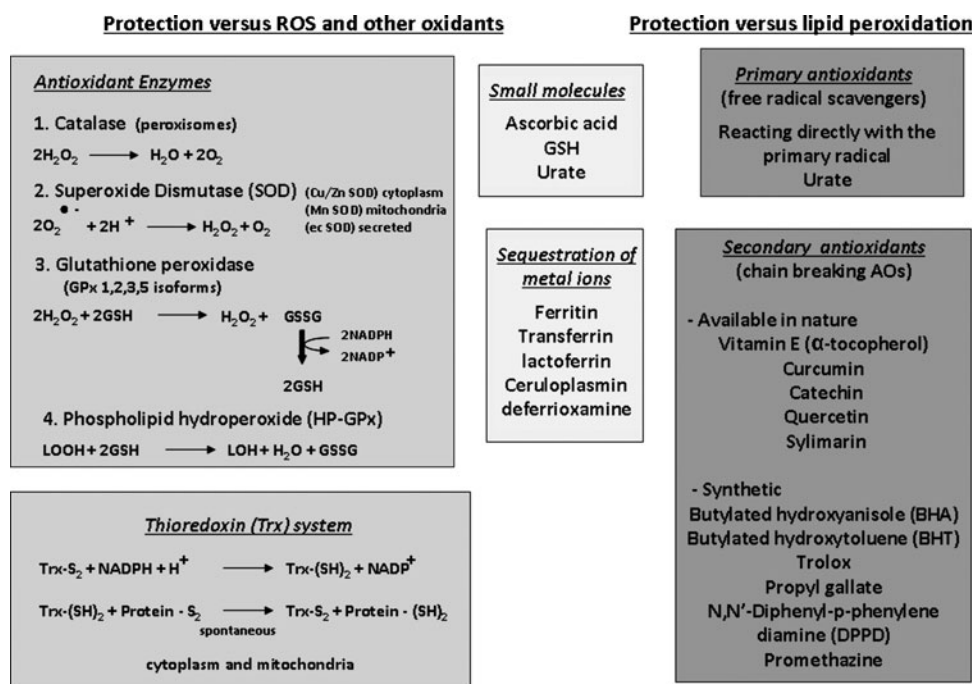 Protection versus ROS and other oxidants
Antioxidant Enzymes
1. Catalase (peroxisomes)
2H₂O₂ ⟶ H₂O + 2O₂
2. Superoxide Dismutase (SOD) (Cu/Zn SOD) cytoplasm
(Mn SOD) mitochondria
(ec SOD) secreted
2O₂•- + 2H⁺ ⟶ H₂O₂ + O₂
3. Glutathione peroxidase
(GPx 1,2,3,5 isoforms)
2H₂O₂ + 2GSH ⟶ H₂O₂ + GSSG
2NADPH
2NADP⁺
2GSH
4. Phospholipid hydroperoxide (HP-GPx)
LOOH + 2GSH ⟶ LOH + H₂O + GSSG
Thioredoxin (Trx) system
Trx-S₂ + NADPH + H⁺ ⟶ Trx-(SH)₂ + NADP⁺
Trx-(SH)₂ + Protein - S₂ ⟶ Trx-S₂ + Protein - (SH)₂
spontaneous
cytoplasm and mitochondria
Small molecules
Ascorbic acid
GSH
Urate
Sequestration of
metal ions
Ferritin
Transferrin
lactoferrin
Ceruloplasmin
deferrioxamine
Protection versus lipid peroxidation
Primary antioxidants
(free radical scavengers)
Reacting directly with the
primary radical
Urate
Secondary antioxidants
(chain breaking AOs)
- Available in nature
Vitamin E (α-tocopherol)
Curcumin
Catechin
Quercetin
Sylimarin
- Synthetic
Butylated hydroxyanisole (BHA)
Butylated hydroxytoluene (BHT)
Trolox
Propyl gallate
N,N′-Diphenyl-p-phenylene
diamine (DPPD)
Promethazine